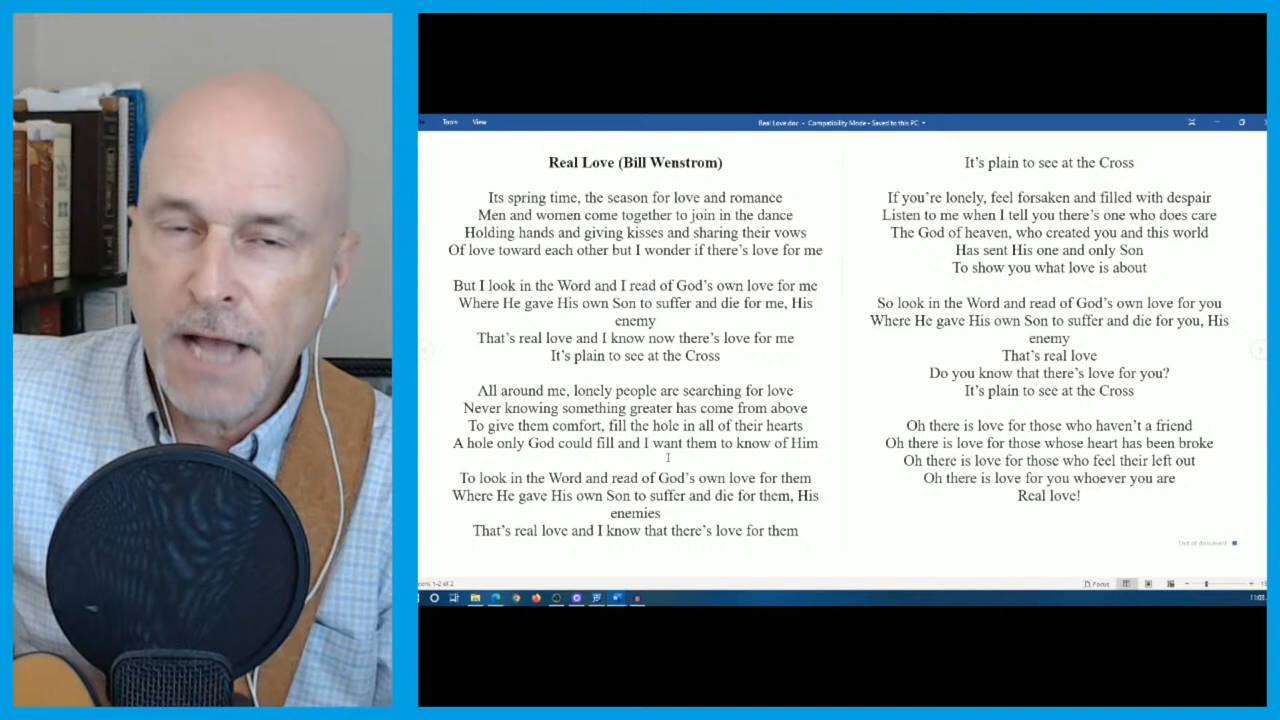 Tools View
Real Love.doc - Compatibility Mode - Saved to this PC
Real Love (Bill Wenstrom)
Its spring time, the season for love and romance
Men and women come together to join in the dance
Holding hands and giving kisses and sharing their vows
Of love toward each other but I wonder if there's love for me
But I look in the Word and I read of God's own love for me
Where He gave His own Son to suffer and die for me, His
enemy
That's real love and I know now there's love for me
It's plain to see at the Cross
All around me, lonely people are searching for love
Never knowing something greater has come from above
To give them comfort, fill the hole in all of their hearts
A hole only God could fill and I want them to know of Him
To look in the Word and read of God's own love for them
Where He gave His own Son to suffer and die for them, His
enemies
That's real love and I know that there's love for them
It's plain to see at the Cross
If you're lonely, feel forsaken and filled with despair
Listen to me when I tell you there's one who does care
The God of heaven, who created you and this world
Has sent His one and only Son
To show you what love is about
So look in the Word and read of God's own love for you
Where He gave His own Son to suffer and die for you, His
enemy
That's real love
Do you know that there's love for you?
It's plain to see at the Cross
Oh there is love for those who haven't a friend
Oh there is love for those whose heart has been broke
Oh there is love for those who feel their left out
Oh there is love for you whoever you are
Real love!
End of document
1-2 of 2
Focus